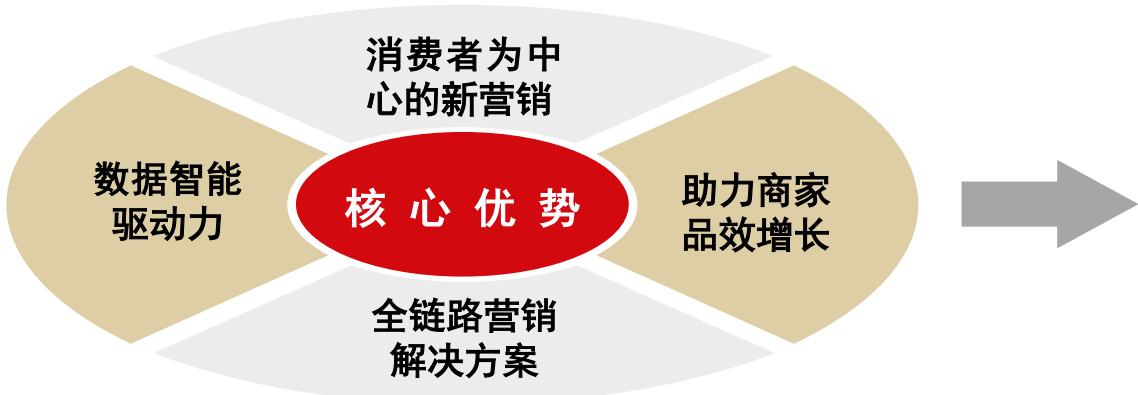 消费者为中
心的新营销
数据智能
驱动力
核心优势
助力商家
品效增长
全链路营销
解决方案